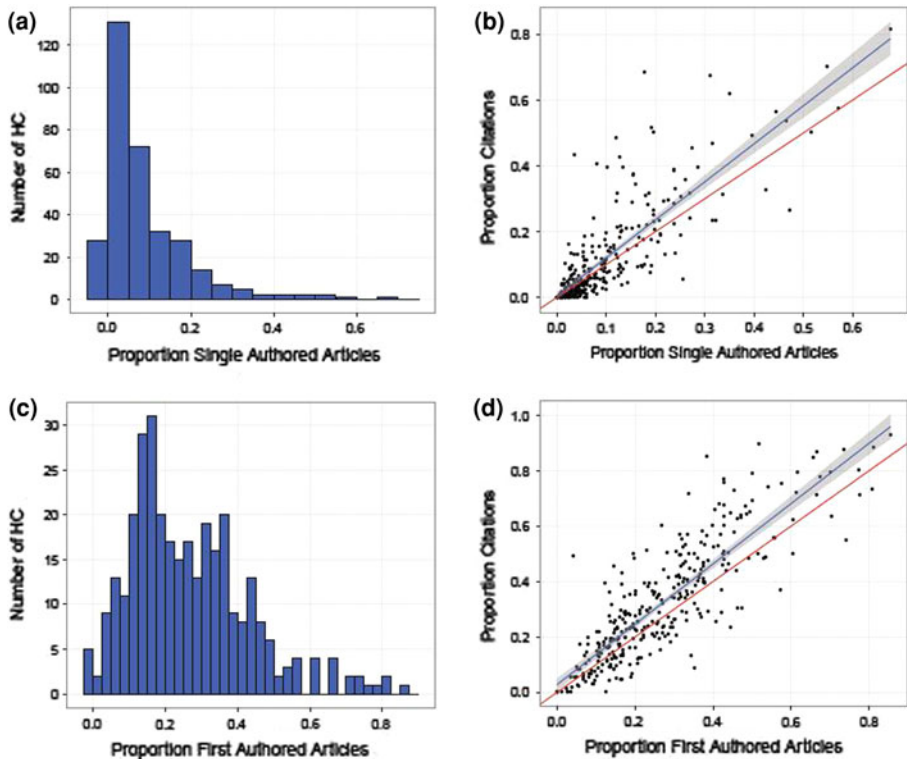 (a)
120
100
80
60
40
20
0
Number of HC
0.0 0.2 0.4 0.6
Proportion Single Authored Articles
(b)
0.8
0.6
0.4
0.2
0.0
Proportion Citations
0.0 0.1 0.2 0.3 0.4 0.5 0.6
Proportion Single Authored Articles
(c)
30
25
20
15
10
5
0
Number of HC
0.0 0.2 0.4 0.6 0.8
Proportion First Authored Articles
(d)
1.0
0.8
0.6
0.4
0.2
0.0
Proportion Citations
0.0 0.2 0.4 0.6 0.8
Proportion First Authored Articles